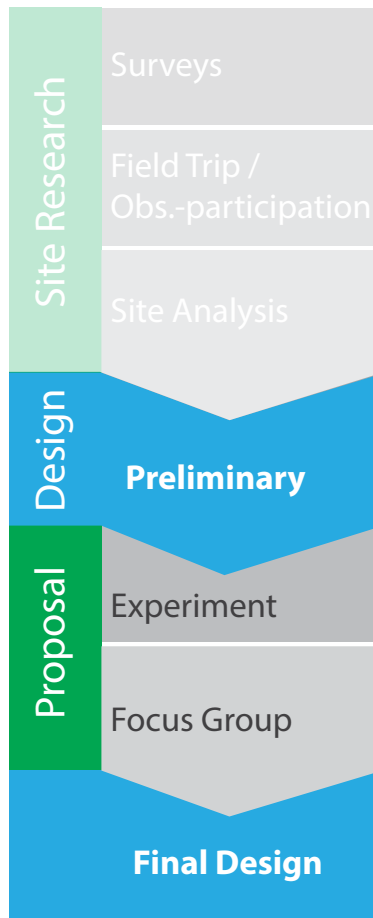 Site Research
Surveys
Field Trip /
Obs.-participation
Site Analysis
Design
Preliminary
Proposal
Experiment
Focus Group
Final Design